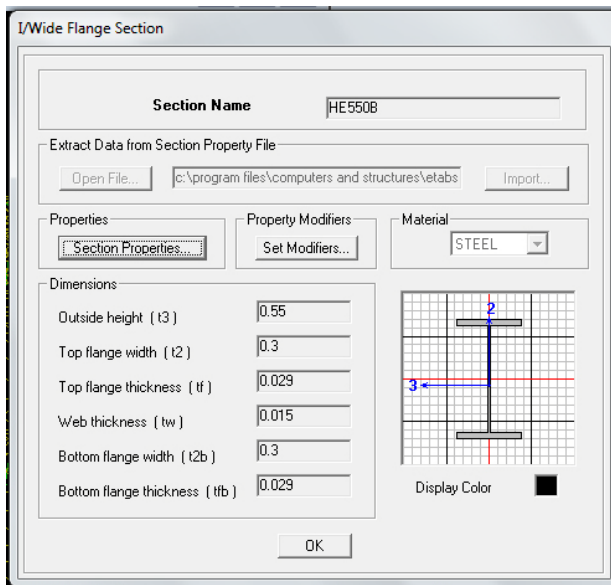 I/Wide Flange Section
Section Name HE550B
Extract Data from Section Property File
Open File... c:\program files\computers and structures\etabs Import...
Properties Property Modifiers Material
Section Properties... Set Modifiers... STEEL
Dimensions
Outside height ( t3 ) 0.55
Top flange width ( t2 ) 0.3
Top flange thickness ( tf ) 0.029
Web thickness ( tw ) 0.015
Bottom flange width ( t2b ) 0.3
Bottom flange thickness ( tfb ) 0.029
2
3
Display Color
OK